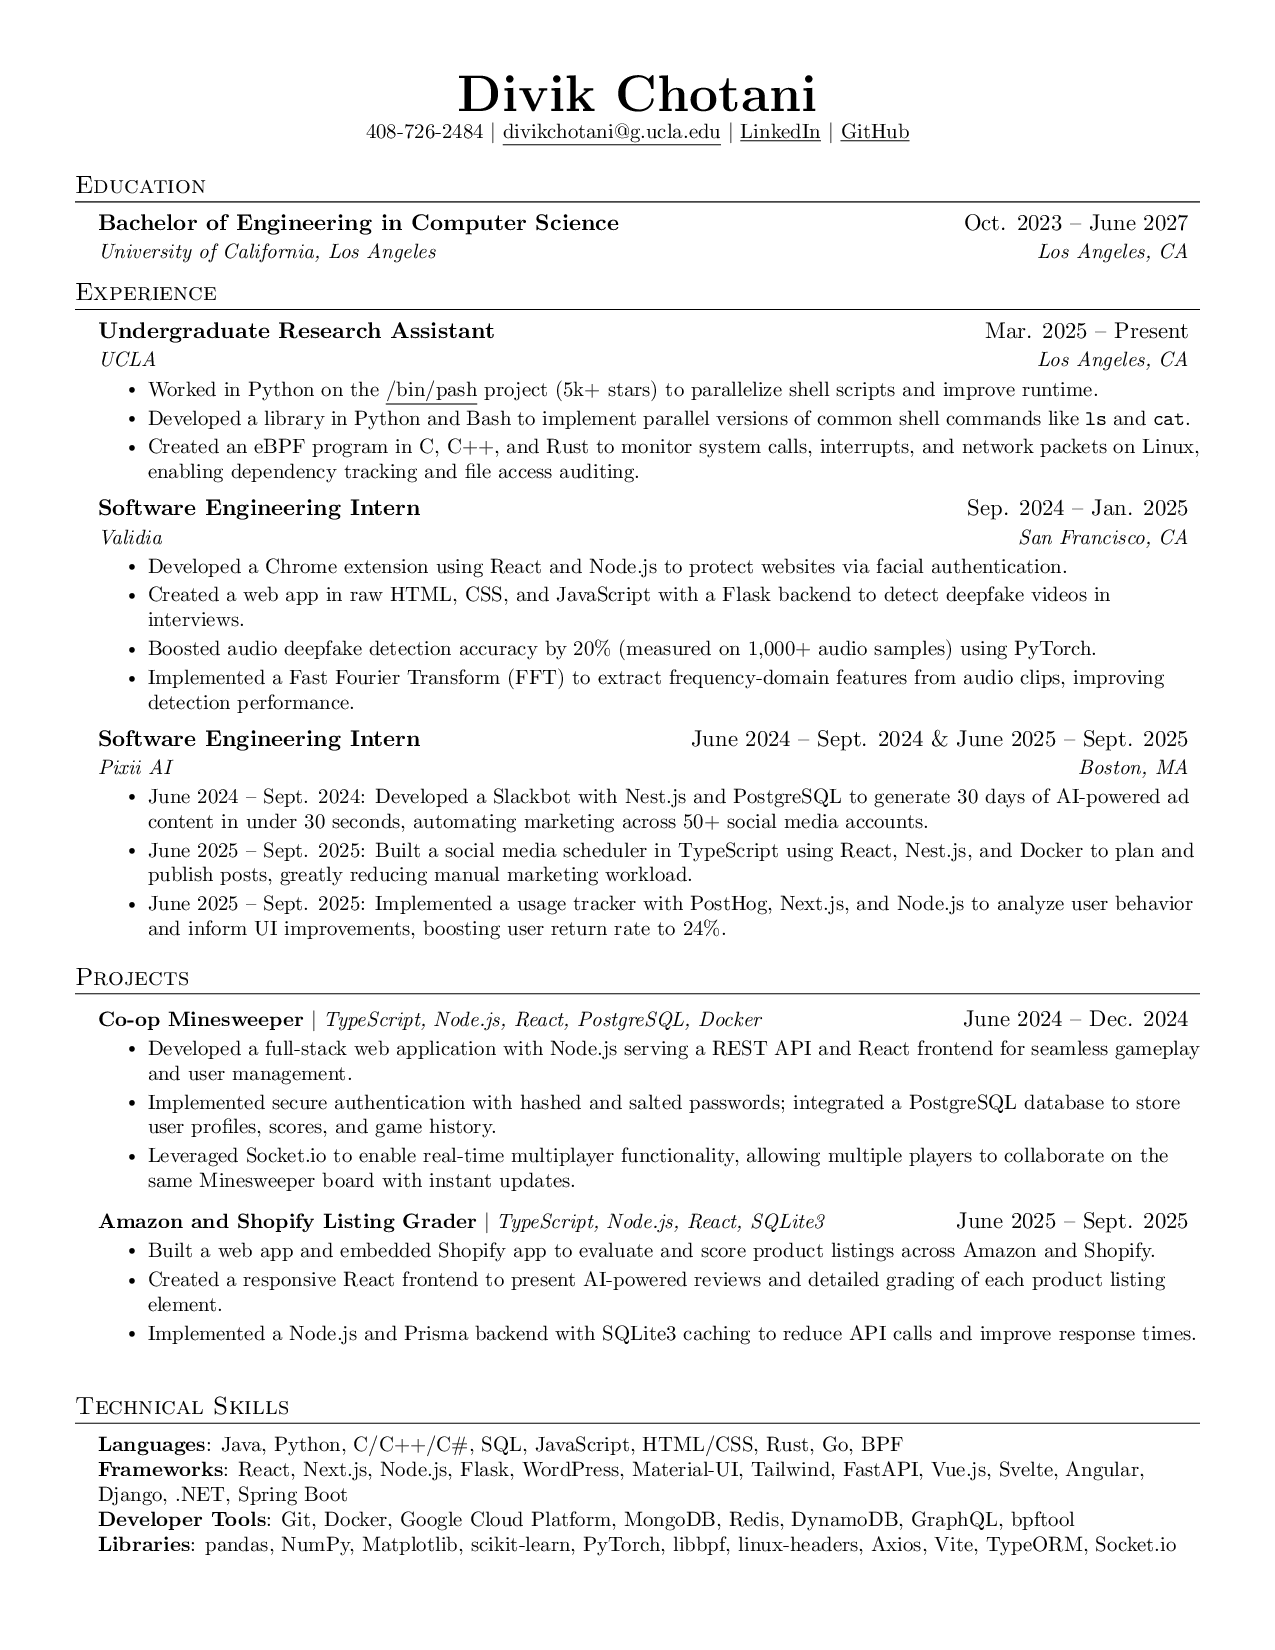 Divik Chotani
408-726-2484 | divikchotani@g.ucla.edu | LinkedIn | GitHub
Education
Bachelor of Engineering in Computer Science Oct. 2023 – June 2027
University of California, Los Angeles Los Angeles, CA
Experience
Undergraduate Research Assistant Mar. 2025 – Present
UCLA Los Angeles, CA
• Worked in Python on the /bin/pash project (5k+ stars) to parallelize shell scripts and improve runtime.
• Developed a library in Python and Bash to implement parallel versions of common shell commands like ls and cat.
• Created an eBPF program in C, C++, and Rust to monitor system calls, interrupts, and network packets on Linux,
enabling dependency tracking and file access auditing.
Software Engineering Intern Sep. 2024 – Jan. 2025
Validia San Francisco, CA
• Developed a Chrome extension using React and Node.js to protect websites via facial authentication.
• Created a web app in raw HTML, CSS, and JavaScript with a Flask backend to detect deepfake videos in
interviews.
• Boosted audio deepfake detection accuracy by 20% (measured on 1,000+ audio samples) using PyTorch.
• Implemented a Fast Fourier Transform (FFT) to extract frequency-domain features from audio clips, improving
detection performance.
Software Engineering Intern June 2024 – Sept. 2024 & June 2025 – Sept. 2025
Pixii AI Boston, MA
• June 2024 – Sept. 2024: Developed a Slackbot with Nest.js and PostgreSQL to generate 30 days of AI-powered ad
content in under 30 seconds, automating marketing across 50+ social media accounts.
• June 2025 – Sept. 2025: Built a social media scheduler in TypeScript using React, Nest.js, and Docker to plan and
publish posts, greatly reducing manual marketing workload.
• June 2025 – Sept. 2025: Implemented a usage tracker with PostHog, Next.js, and Node.js to analyze user behavior
and inform UI improvements, boosting user return rate to 24%.
Projects
Co-op Minesweeper | TypeScript, Node.js, React, PostgreSQL, Docker June 2024 – Dec. 2024
• Developed a full-stack web application with Node.js serving a REST API and React frontend for seamless gameplay
and user management.
• Implemented secure authentication with hashed and salted passwords; integrated a PostgreSQL database to store
user profiles, scores, and game history.
• Leveraged Socket.io to enable real-time multiplayer functionality, allowing multiple players to collaborate on the
same Minesweeper board with instant updates.
Amazon and Shopify Listing Grader | TypeScript, Node.js, React, SQLite3 June 2025 – Sept. 2025
• Built a web app and embedded Shopify app to evaluate and score product listings across Amazon and Shopify.
• Created a responsive React frontend to present AI-powered reviews and detailed grading of each product listing
element.
• Implemented a Node.js and Prisma backend with SQLite3 caching to reduce API calls and improve response times.
Technical Skills
Languages: Java, Python, C/C++/C#, SQL, JavaScript, HTML/CSS, Rust, Go, BPF
Frameworks: React, Next.js, Node.js, Flask, WordPress, Material-UI, Tailwind, FastAPI, Vue.js, Svelte, Angular,
Django, .NET, Spring Boot
Developer Tools: Git, Docker, Google Cloud Platform, MongoDB, Redis, DynamoDB, GraphQL, bpftool
Libraries: pandas, NumPy, Matplotlib, scikit-learn, PyTorch, libbpf, linux-headers, Axios, Vite, TypeORM, Socket.io